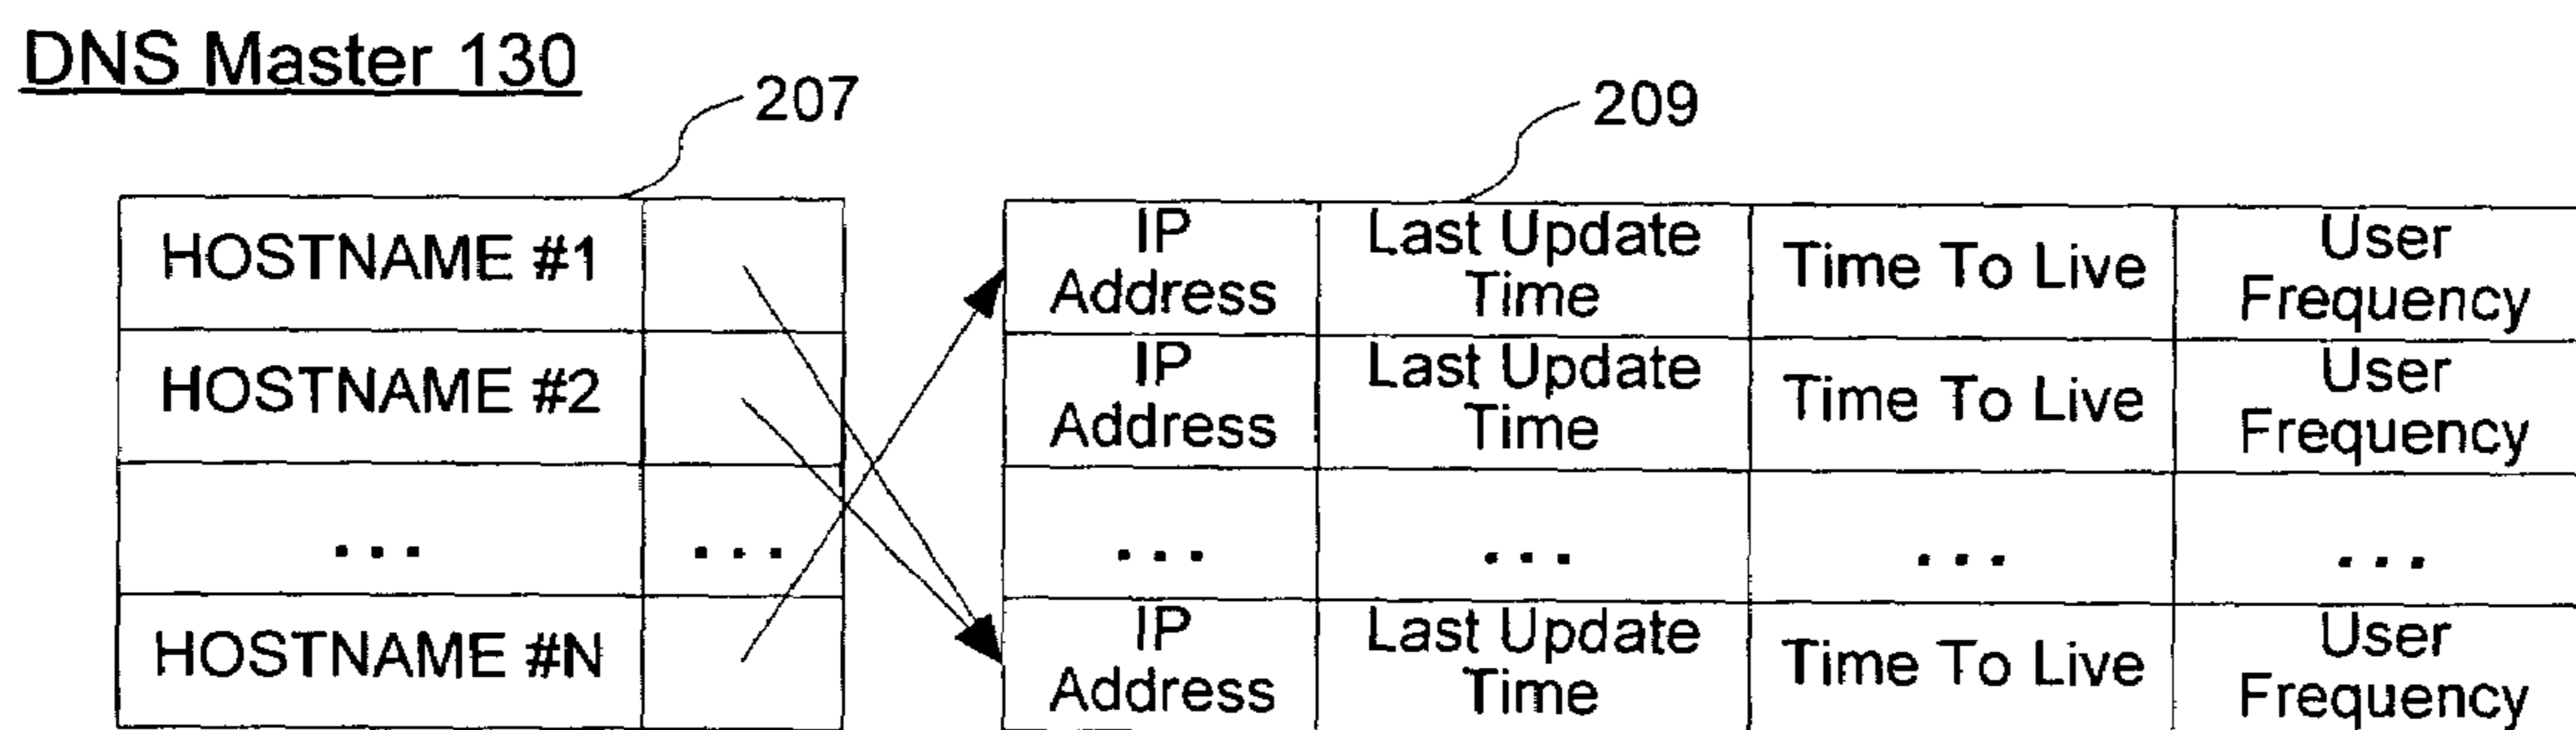 DNS Master 130
207
209
HOSTNAME #1
IP
Address
Last Update
Time
Time To Live
User
Frequency
HOSTNAME #2
IP
Address
Last Update
Time
Time To Live
User
Frequency
...
...
...
...
...
...
HOSTNAME #N
IP
Address
Last Update
Time
Time To Live
User
Frequency